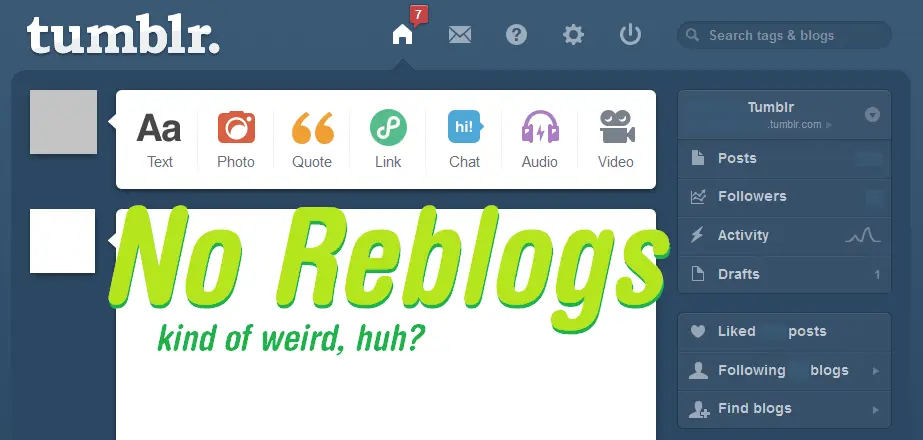 tumblr.
7
Search tags & blogs
Aa
hi!
Text Photo Quote Link Chat Audio Video
No Reblogs
kind of weird, huh?
Tumblr
.tumblr.com
Posts
Followers
Activity
Drafts 1
Liked posts
Following blogs
Find blogs